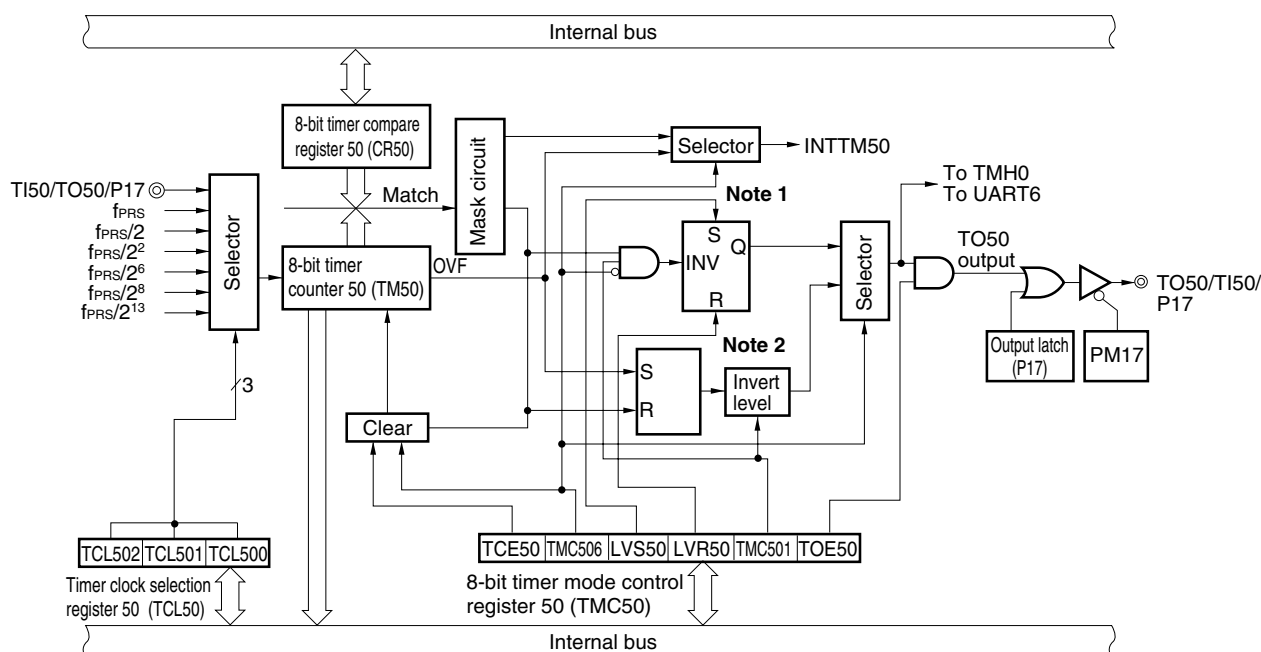 Internal bus
8-bit timer compare
register 50 (CR50)
Mask circuit
Selector
INTTM50
TI50/TO50/P17
Match
Note 1
To TMH0
To UART6
fPRS
fPRS/2
fPRS/2²
fPRS/2⁶
fPRS/2⁸
fPRS/2¹³
Selector
8-bit timer
counter 50 (TM50)
OVF
S
Q
INV
R
Selector
TO50
output
TO50/TI50/
P17
Note 2
Output latch
(P17)
PM17
S
R
Invert
level
3
Clear
TCL502 TCL501 TCL500
Timer clock selection
register 50 (TCL50)
TCE50 TMC506 LVS50 LVR50 TMC501 TOE50
8-bit timer mode control
register 50 (TMC50)
Internal bus